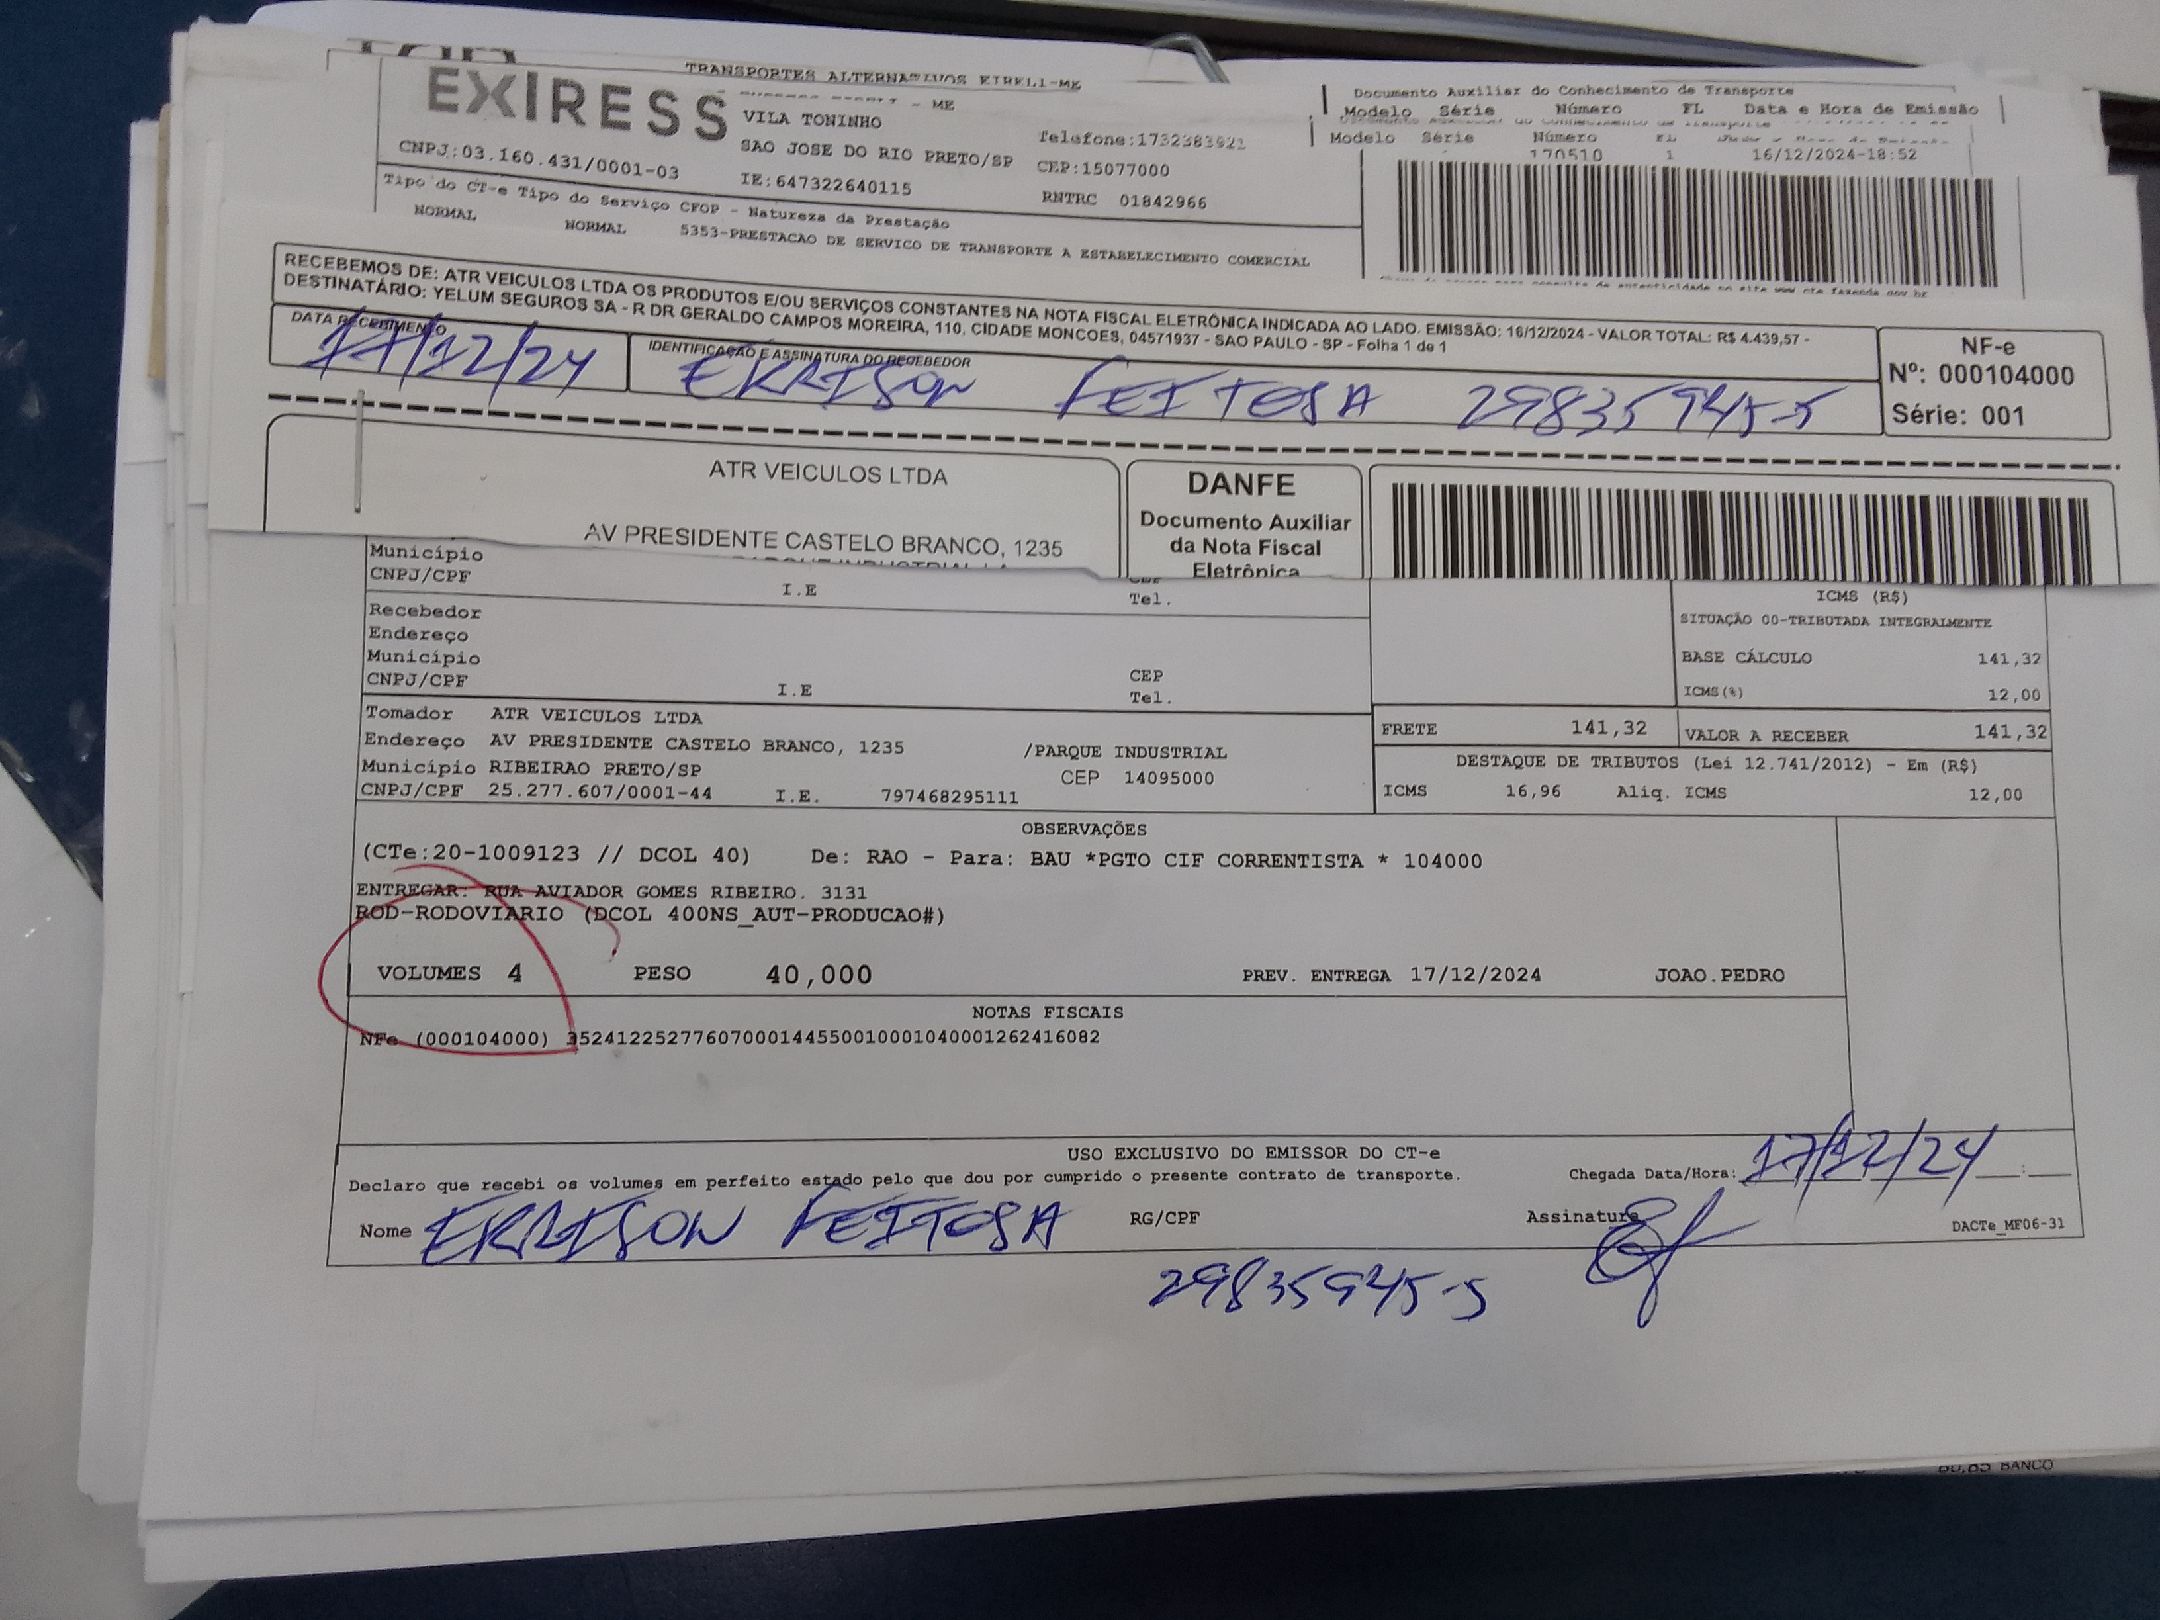 TRANSPORTES ALTERNATIVOS EIRELI-ME
EXIRESS
- ME
VILA TONINHO
SAO JOSE DO RIO PRETO/SP
CNPJ:03.160.431/0001-03
IE:647322640115
Telefone:1732383921
CEP:15077000
RNTRC 01842966
Documento Auxiliar do Conhecimento de Transporte
Modelo Série Número FL Data e Hora de Emissão
Modelo Série Número FL
170510 1 16/12/2024-18:52
Tipo do CT-e Tipo do Serviço CFOP - Natureza da Prestação
NORMAL NORMAL 5353-PRESTACAO DE SERVICO DE TRANSPORTE A ESTABELECIMENTO COMERCIAL
RECEBEMOS DE: ATR VEICULOS LTDA OS PRODUTOS E/OU SERVIÇOS CONSTANTES NA NOTA FISCAL ELETRÔNICA INDICADA AO LADO. EMISSÃO: 16/12/2024 - VALOR TOTAL: R$ 4.439,57 -
DESTINATÁRIO: YELUM SEGUROS SA - R DR GERALDO CAMPOS MOREIRA, 110, CIDADE MONCOES, 04571937 - SAO PAULO - SP - Folha 1 de 1
DATA RECEBIMENTO
17/12/24
IDENTIFICAÇÃO E ASSINATURA DO RECEBEDOR
ERRISON FEITOSA 29835945-5
NF-e
Nº: 000104000
Série: 001
ATR VEICULOS LTDA
AV PRESIDENTE CASTELO BRANCO, 1235
DANFE
Documento Auxiliar
da Nota Fiscal
Eletrônica
Município
CNPJ/CPF I.E Tel.
Recebedor
Endereço
Município CEP
CNPJ/CPF I.E Tel.
ICMS (R$)
SITUAÇÃO 00-TRIBUTADA INTEGRALMENTE
BASE CÁLCULO 141,32
ICMS(%) 12,00
Tomador ATR VEICULOS LTDA
Endereço AV PRESIDENTE CASTELO BRANCO, 1235 /PARQUE INDUSTRIAL
Município RIBEIRAO PRETO/SP CEP 14095000
CNPJ/CPF 25.277.607/0001-44 I.E. 797468295111
FRETE 141,32 VALOR A RECEBER 141,32
DESTAQUE DE TRIBUTOS (Lei 12.741/2012) - Em (R$)
ICMS 16,96 Aliq. ICMS 12,00
OBSERVAÇÕES
(CTe:20-1009123 // DCOL 40) De: RAO - Para: BAU *PGTO CIF CORRENTISTA * 104000
ENTREGAR: RUA AVIADOR GOMES RIBEIRO. 3131
ROD-RODOVIARIO (DCOL 400NS_AUT-PRODUCAO#)
VOLUMES 4 PESO 40,000 PREV. ENTREGA 17/12/2024 JOAO.PEDRO
NOTAS FISCAIS
NFe (000104000) 35241225277607000144550010001040001262416082
USO EXCLUSIVO DO EMISSOR DO CT-e
Declaro que recebi os volumes em perfeito estado pelo que dou por cumprido o presente contrato de transporte. Chegada Data/Hora: 17/12/24 __:__
Nome ERRISON FEITOSA RG/CPF 29835945-5 Assinatura
DACTe_MF06-31
BANCO